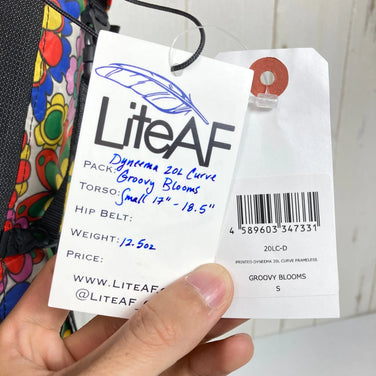 LiteAF
Pack: Dyneema 20L Curve
Groovy Blooms
Torso: Small 17" - 18.5"
Hip Belt:
Weight: 12.5oz
Price:
www.LiteAF
@LiteAF_
4 589603 347331
20LC-D
PRINTED DYNEEMA 20L CURVE FRAMELESS
GROOVY BLOOMS
S